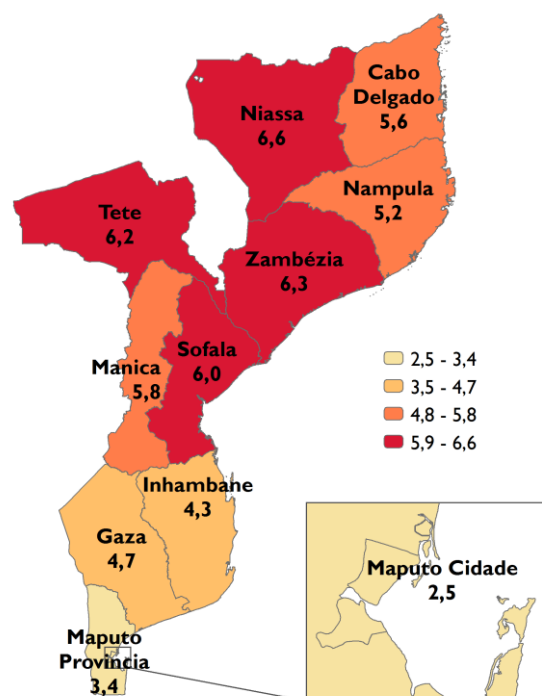 Cabo
Delgado
5,6
Niassa
6,6
Nampula
5,2
Tete
6,2
Zambézia
6,3
Sofala
6,0
Manica
5,8
2,5 - 3,4
3,5 - 4,7
4,8 - 5,8
5,9 - 6,6
Inhambane
4,3
Gaza
4,7
Maputo Cidade
2,5
Maputo
Província
3,4